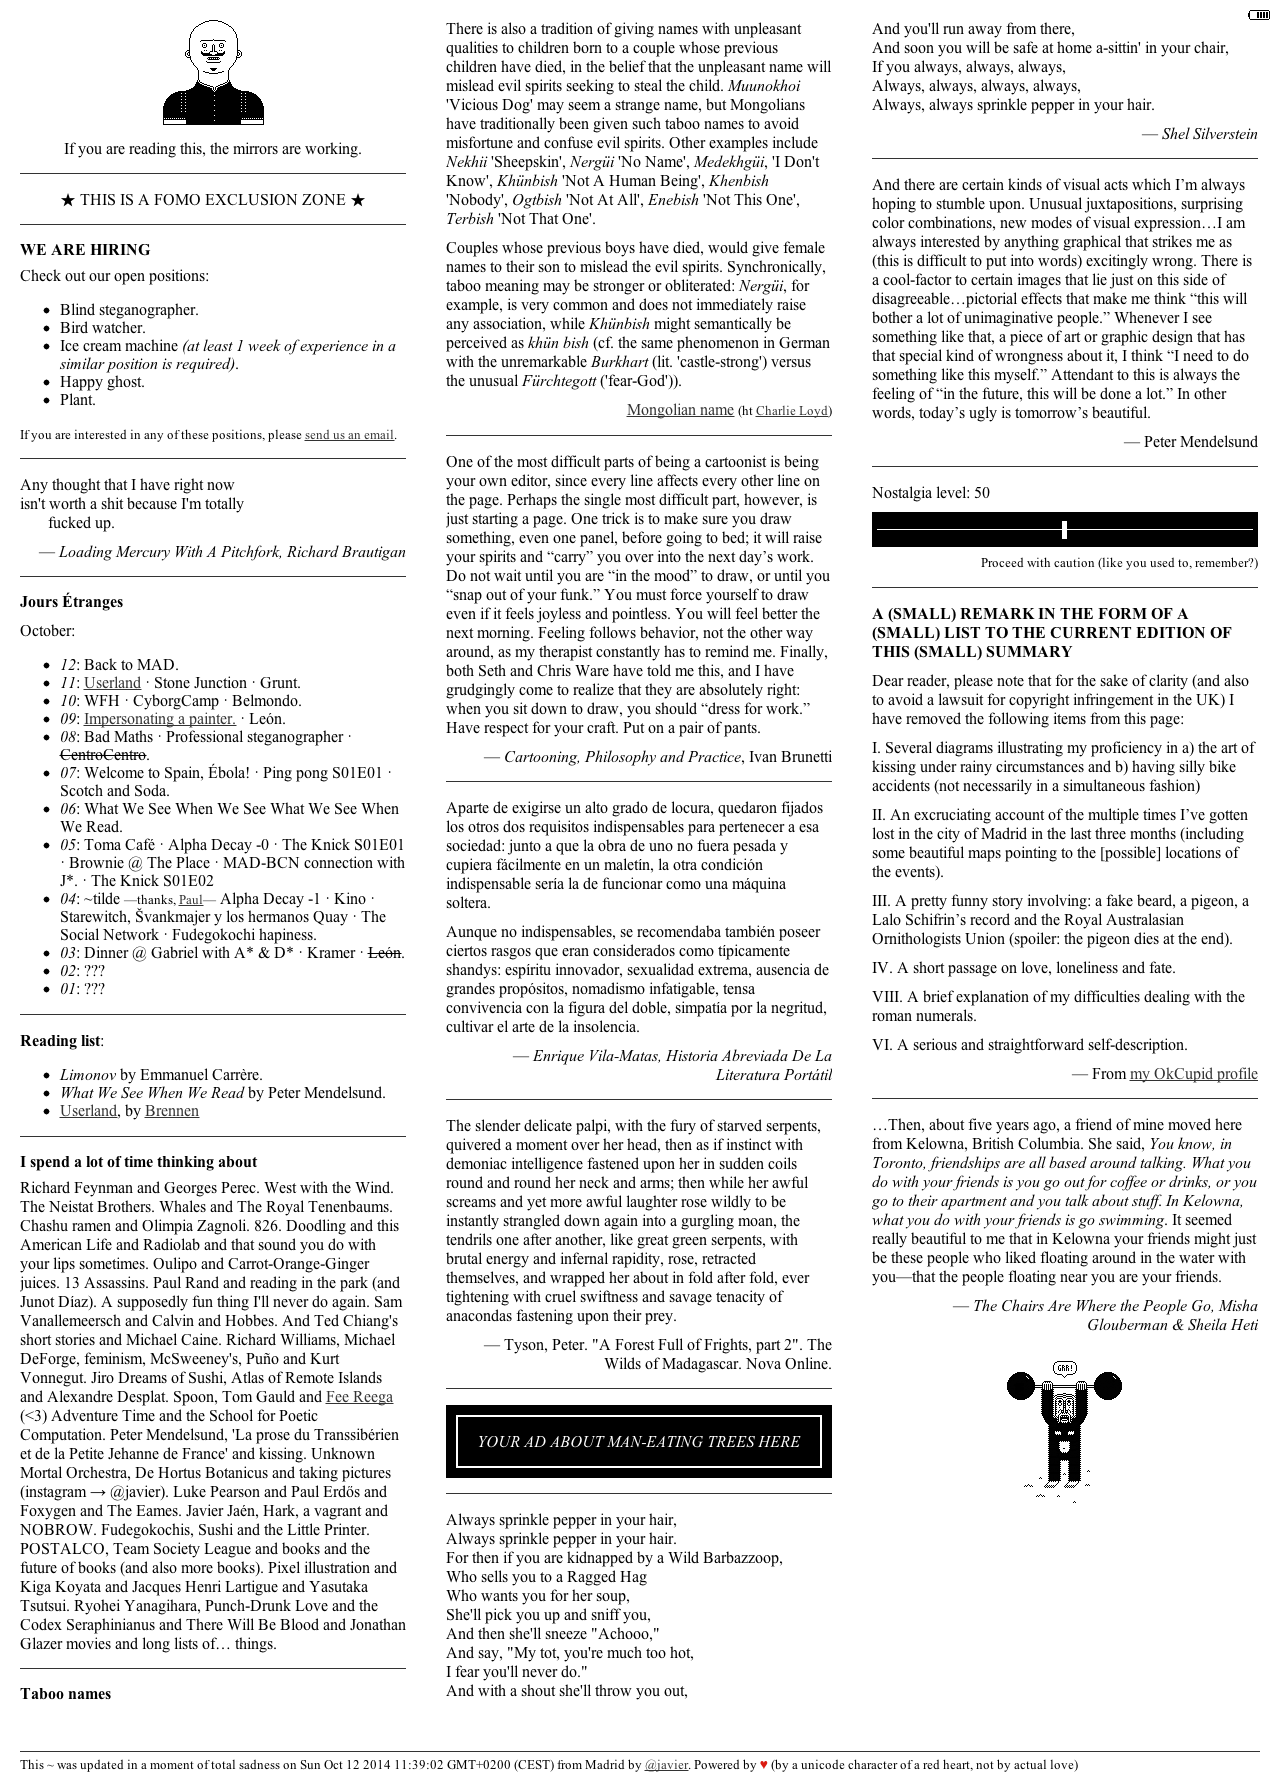 If you are reading this, the mirrors are working.
★ THIS IS A FOMO EXCLUSION ZONE ★
WE ARE HIRING
Check out our open positions:
• Blind steganographer.
• Bird watcher.
• Ice cream machine (at least 1 week of experience in a
similar position is required).
• Happy ghost.
• Plant.
If you are interested in any of these positions, please send us an email.
Any thought that I have right now
isn't worth a shit because I'm totally
fucked up.
— Loading Mercury With A Pitchfork, Richard Brautigan
Jours Étranges
October:
• 12: Back to MAD.
• 11: Userland · Stone Junction · Grunt.
• 10: WFH · CyborgCamp · Belmondo.
• 09: Impersonating a painter. · León.
• 08: Bad Maths · Professional steganographer ·
CentroCentro.
• 07: Welcome to Spain, Ébola! · Ping pong S01E01 ·
Scotch and Soda.
• 06: What We See When We See What We See When
We Read.
• 05: Toma Café · Alpha Decay -0 · The Knick S01E01
· Brownie @ The Place · MAD-BCN connection with
J*. · The Knick S01E02
• 04: ~tilde —thanks, Paul— Alpha Decay -1 · Kino ·
Starewitch, Švankmajer y los hermanos Quay · The
Social Network · Fudegokochi hapiness.
• 03: Dinner @ Gabriel with A* & D* · Kramer · León.
• 02: ???
• 01: ???
Reading list:
• Limonov by Emmanuel Carrère.
• What We See When We Read by Peter Mendelsund.
• Userland, by Brennen
I spend a lot of time thinking about
Richard Feynman and Georges Perec. West with the Wind.
The Neistat Brothers. Whales and The Royal Tenenbaums.
Chashu ramen and Olimpia Zagnoli. 826. Doodling and this
American Life and Radiolab and that sound you do with
your lips sometimes. Oulipo and Carrot-Orange-Ginger
juices. 13 Assassins. Paul Rand and reading in the park (and
Junot Díaz). A supposedly fun thing I'll never do again. Sam
Vanallemeersch and Calvin and Hobbes. And Ted Chiang's
short stories and Michael Caine. Richard Williams, Michael
DeForge, feminism, McSweeney's, Puño and Kurt
Vonnegut. Jiro Dreams of Sushi, Atlas of Remote Islands
and Alexandre Desplat. Spoon, Tom Gauld and Fee Reega
(<3) Adventure Time and the School for Poetic
Computation. Peter Mendelsund, 'La prose du Transsibérien
et de la Petite Jehanne de France' and kissing. Unknown
Mortal Orchestra, De Hortus Botanicus and taking pictures
(instagram → @javier). Luke Pearson and Paul Erdös and
Foxygen and The Eames. Javier Jaén, Hark, a vagrant and
NOBROW. Fudegokochis, Sushi and the Little Printer.
POSTALCO, Team Society League and books and the
future of books (and also more books). Pixel illustration and
Kiga Koyata and Jacques Henri Lartigue and Yasutaka
Tsutsui. Ryohei Yanagihara, Punch-Drunk Love and the
Codex Seraphinianus and There Will Be Blood and Jonathan
Glazer movies and long lists of… things.
Taboo names
There is also a tradition of giving names with unpleasant
qualities to children born to a couple whose previous
children have died, in the belief that the unpleasant name will
mislead evil spirits seeking to steal the child. Muunokhoi
'Vicious Dog' may seem a strange name, but Mongolians
have traditionally been given such taboo names to avoid
misfortune and confuse evil spirits. Other examples include
Nekhii 'Sheepskin', Nergüi 'No Name', Medekhgüi, 'I Don't
Know', Khünbish 'Not A Human Being', Khenbish
'Nobody', Ogtbish 'Not At All', Enebish 'Not This One',
Terbish 'Not That One'.
Couples whose previous boys have died, would give female
names to their son to mislead the evil spirits. Synchronically,
taboo meaning may be stronger or obliterated: Nergüi, for
example, is very common and does not immediately raise
any association, while Khünbish might semantically be
perceived as khün bish (cf. the same phenomenon in German
with the unremarkable Burkhart (lit. 'castle-strong') versus
the unusual Fürchtegott ('fear-God')).
Mongolian name (ht Charlie Loyd)
One of the most difficult parts of being a cartoonist is being
your own editor, since every line affects every other line on
the page. Perhaps the single most difficult part, however, is
just starting a page. One trick is to make sure you draw
something, even one panel, before going to bed; it will raise
your spirits and “carry” you over into the next day’s work.
Do not wait until you are “in the mood” to draw, or until you
“snap out of your funk.” You must force yourself to draw
even if it feels joyless and pointless. You will feel better the
next morning. Feeling follows behavior, not the other way
around, as my therapist constantly has to remind me. Finally,
both Seth and Chris Ware have told me this, and I have
grudgingly come to realize that they are absolutely right:
when you sit down to draw, you should “dress for work.”
Have respect for your craft. Put on a pair of pants.
— Cartooning, Philosophy and Practice, Ivan Brunetti
Aparte de exigirse un alto grado de locura, quedaron fijados
los otros dos requisitos indispensables para pertenecer a esa
sociedad: junto a que la obra de uno no fuera pesada y
cupiera fácilmente en un maletín, la otra condición
indispensable sería la de funcionar como una máquina
soltera.
Aunque no indispensables, se recomendaba también poseer
ciertos rasgos que eran considerados como típicamente
shandys: espíritu innovador, sexualidad extrema, ausencia de
grandes propósitos, nomadismo infatigable, tensa
convivencia con la figura del doble, simpatía por la negritud,
cultivar el arte de la insolencia.
— Enrique Vila-Matas, Historia Abreviada De La
Literatura Portátil
The slender delicate palpi, with the fury of starved serpents,
quivered a moment over her head, then as if instinct with
demoniac intelligence fastened upon her in sudden coils
round and round her neck and arms; then while her awful
screams and yet more awful laughter rose wildly to be
instantly strangled down again into a gurgling moan, the
tendrils one after another, like great green serpents, with
brutal energy and infernal rapidity, rose, retracted
themselves, and wrapped her about in fold after fold, ever
tightening with cruel swiftness and savage tenacity of
anacondas fastening upon their prey.
— Tyson, Peter. "A Forest Full of Frights, part 2". The
Wilds of Madagascar. Nova Online.
YOUR AD ABOUT MAN-EATING TREES HERE
Always sprinkle pepper in your hair,
Always sprinkle pepper in your hair.
For then if you are kidnapped by a Wild Barbazzoop,
Who sells you to a Ragged Hag
Who wants you for her soup,
She'll pick you up and sniff you,
And then she'll sneeze "Achooo,"
And say, "My tot, you're much too hot,
I fear you'll never do."
And with a shout she'll throw you out,
And you'll run away from there,
And soon you will be safe at home a-sittin' in your chair,
If you always, always, always,
Always, always, always, always,
Always, always sprinkle pepper in your hair.
— Shel Silverstein
And there are certain kinds of visual acts which I’m always
hoping to stumble upon. Unusual juxtapositions, surprising
color combinations, new modes of visual expression…I am
always interested by anything graphical that strikes me as
(this is difficult to put into words) excitingly wrong. There is
a cool-factor to certain images that lie just on this side of
disagreeable…pictorial effects that make me think “this will
bother a lot of unimaginative people.” Whenever I see
something like that, a piece of art or graphic design that has
that special kind of wrongness about it, I think “I need to do
something like this myself.” Attendant to this is always the
feeling of “in the future, this will be done a lot.” In other
words, today’s ugly is tomorrow’s beautiful.
— Peter Mendelsund
Nostalgia level: 50
Proceed with caution (like you used to, remember?)
A (SMALL) REMARK IN THE FORM OF A
(SMALL) LIST TO THE CURRENT EDITION OF
THIS (SMALL) SUMMARY
Dear reader, please note that for the sake of clarity (and also
to avoid a lawsuit for copyright infringement in the UK) I
have removed the following items from this page:
I. Several diagrams illustrating my proficiency in a) the art of
kissing under rainy circumstances and b) having silly bike
accidents (not necessarily in a simultaneous fashion)
II. An excruciating account of the multiple times I’ve gotten
lost in the city of Madrid in the last three months (including
some beautiful maps pointing to the [possible] locations of
the events).
III. A pretty funny story involving: a fake beard, a pigeon, a
Lalo Schifrin’s record and the Royal Australasian
Ornithologists Union (spoiler: the pigeon dies at the end).
IV. A short passage on love, loneliness and fate.
VIII. A brief explanation of my difficulties dealing with the
roman numerals.
VI. A serious and straightforward self-description.
— From my OkCupid profile
…Then, about five years ago, a friend of mine moved here
from Kelowna, British Columbia. She said, You know, in
Toronto, friendships are all based around talking. What you
do with your friends is you go out for coffee or drinks, or you
go to their apartment and you talk about stuff. In Kelowna,
what you do with your friends is go swimming. It seemed
really beautiful to me that in Kelowna your friends might just
be these people who liked floating around in the water with
you—that the people floating near you are your friends.
— The Chairs Are Where the People Go, Misha
Glouberman & Sheila Heti
GRR!
This ~ was updated in a moment of total sadness on Sun Oct 12 2014 11:39:02 GMT+0200 (CEST) from Madrid by @javier. Powered by ♥ (by a unicode character of a red heart, not by actual love)